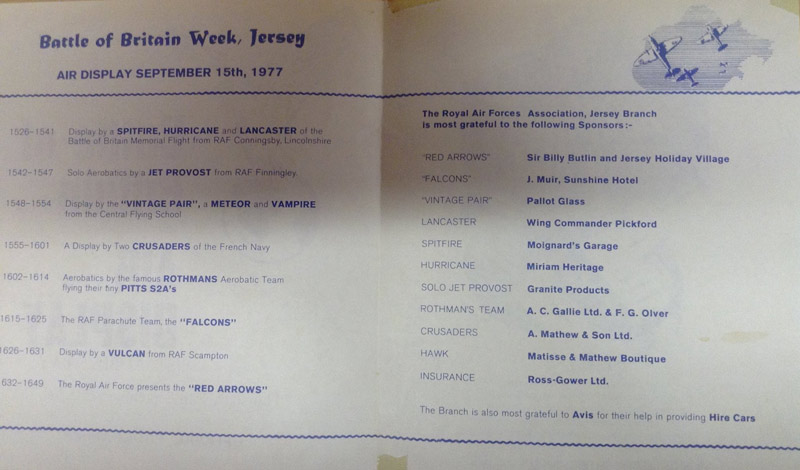 Battle of Britain Week, Jersey
AIR DISPLAY SEPTEMBER 15th, 1977
1526–1541 Display by a SPITFIRE, HURRICANE and LANCASTER of the
Battle of Britain Memorial Flight from RAF Conningsby, Lincolnshire
1542–1547 Solo Aerobatics by a JET PROVOST from RAF Finningley.
1548–1554 Display by the "VINTAGE PAIR", a METEOR and VAMPIRE
from the Central Flying School
1555–1601 A Display by Two CRUSADERS of the French Navy
1602–1614 Aerobatics by the famous ROTHMANS Aerobatic Team
flying their tiny PITTS S2A's
1615–1625 The RAF Parachute Team, the "FALCONS"
1626–1631 Display by a VULCAN from RAF Scampton
632–1649 The Royal Air Force presents the "RED ARROWS"
The Royal Air Forces Association, Jersey Branch
is most grateful to the following Sponsors:-
"RED ARROWS" Sir Billy Butlin and Jersey Holiday Village
"FALCONS" J. Muir, Sunshine Hotel
"VINTAGE PAIR" Pallot Glass
LANCASTER Wing Commander Pickford
SPITFIRE Moignard's Garage
HURRICANE Miriam Heritage
SOLO JET PROVOST Granite Products
ROTHMAN'S TEAM A. C. Gallie Ltd. & F. G. Olver
CRUSADERS A. Mathew & Son Ltd.
HAWK Matisse & Mathew Boutique
INSURANCE Ross-Gower Ltd.
The Branch is also most grateful to Avis for their help in providing Hire Cars